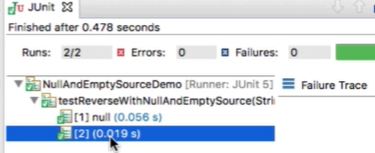 JUnit
Finished after 0.478 seconds
Runs: 2/2 Errors: 0 Failures: 0
NullAndEmptySourceDemo [Runner: JUnit 5]
Failure Trace
testReverseWithNullAndEmptySource(Stri
[1] null (0.056 s)
[2] (0.019 s)